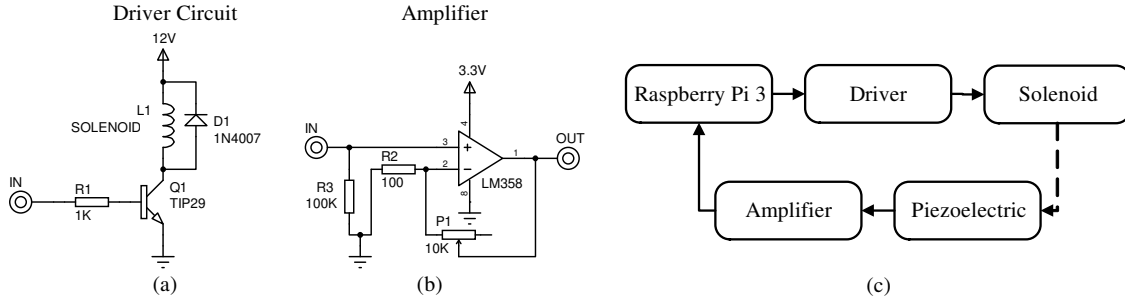 Driver Circuit
12V
L1
SOLENOID
D1
1N4007
IN
R1
1K
Q1
TIP29
(a)
Amplifier
3.3V
IN
OUT
R3
100K
R2
100
3
2
4
8
1
LM358
P1
10K
(b)
Raspberry Pi 3
Driver
Solenoid
Amplifier
Piezoelectric
(c)